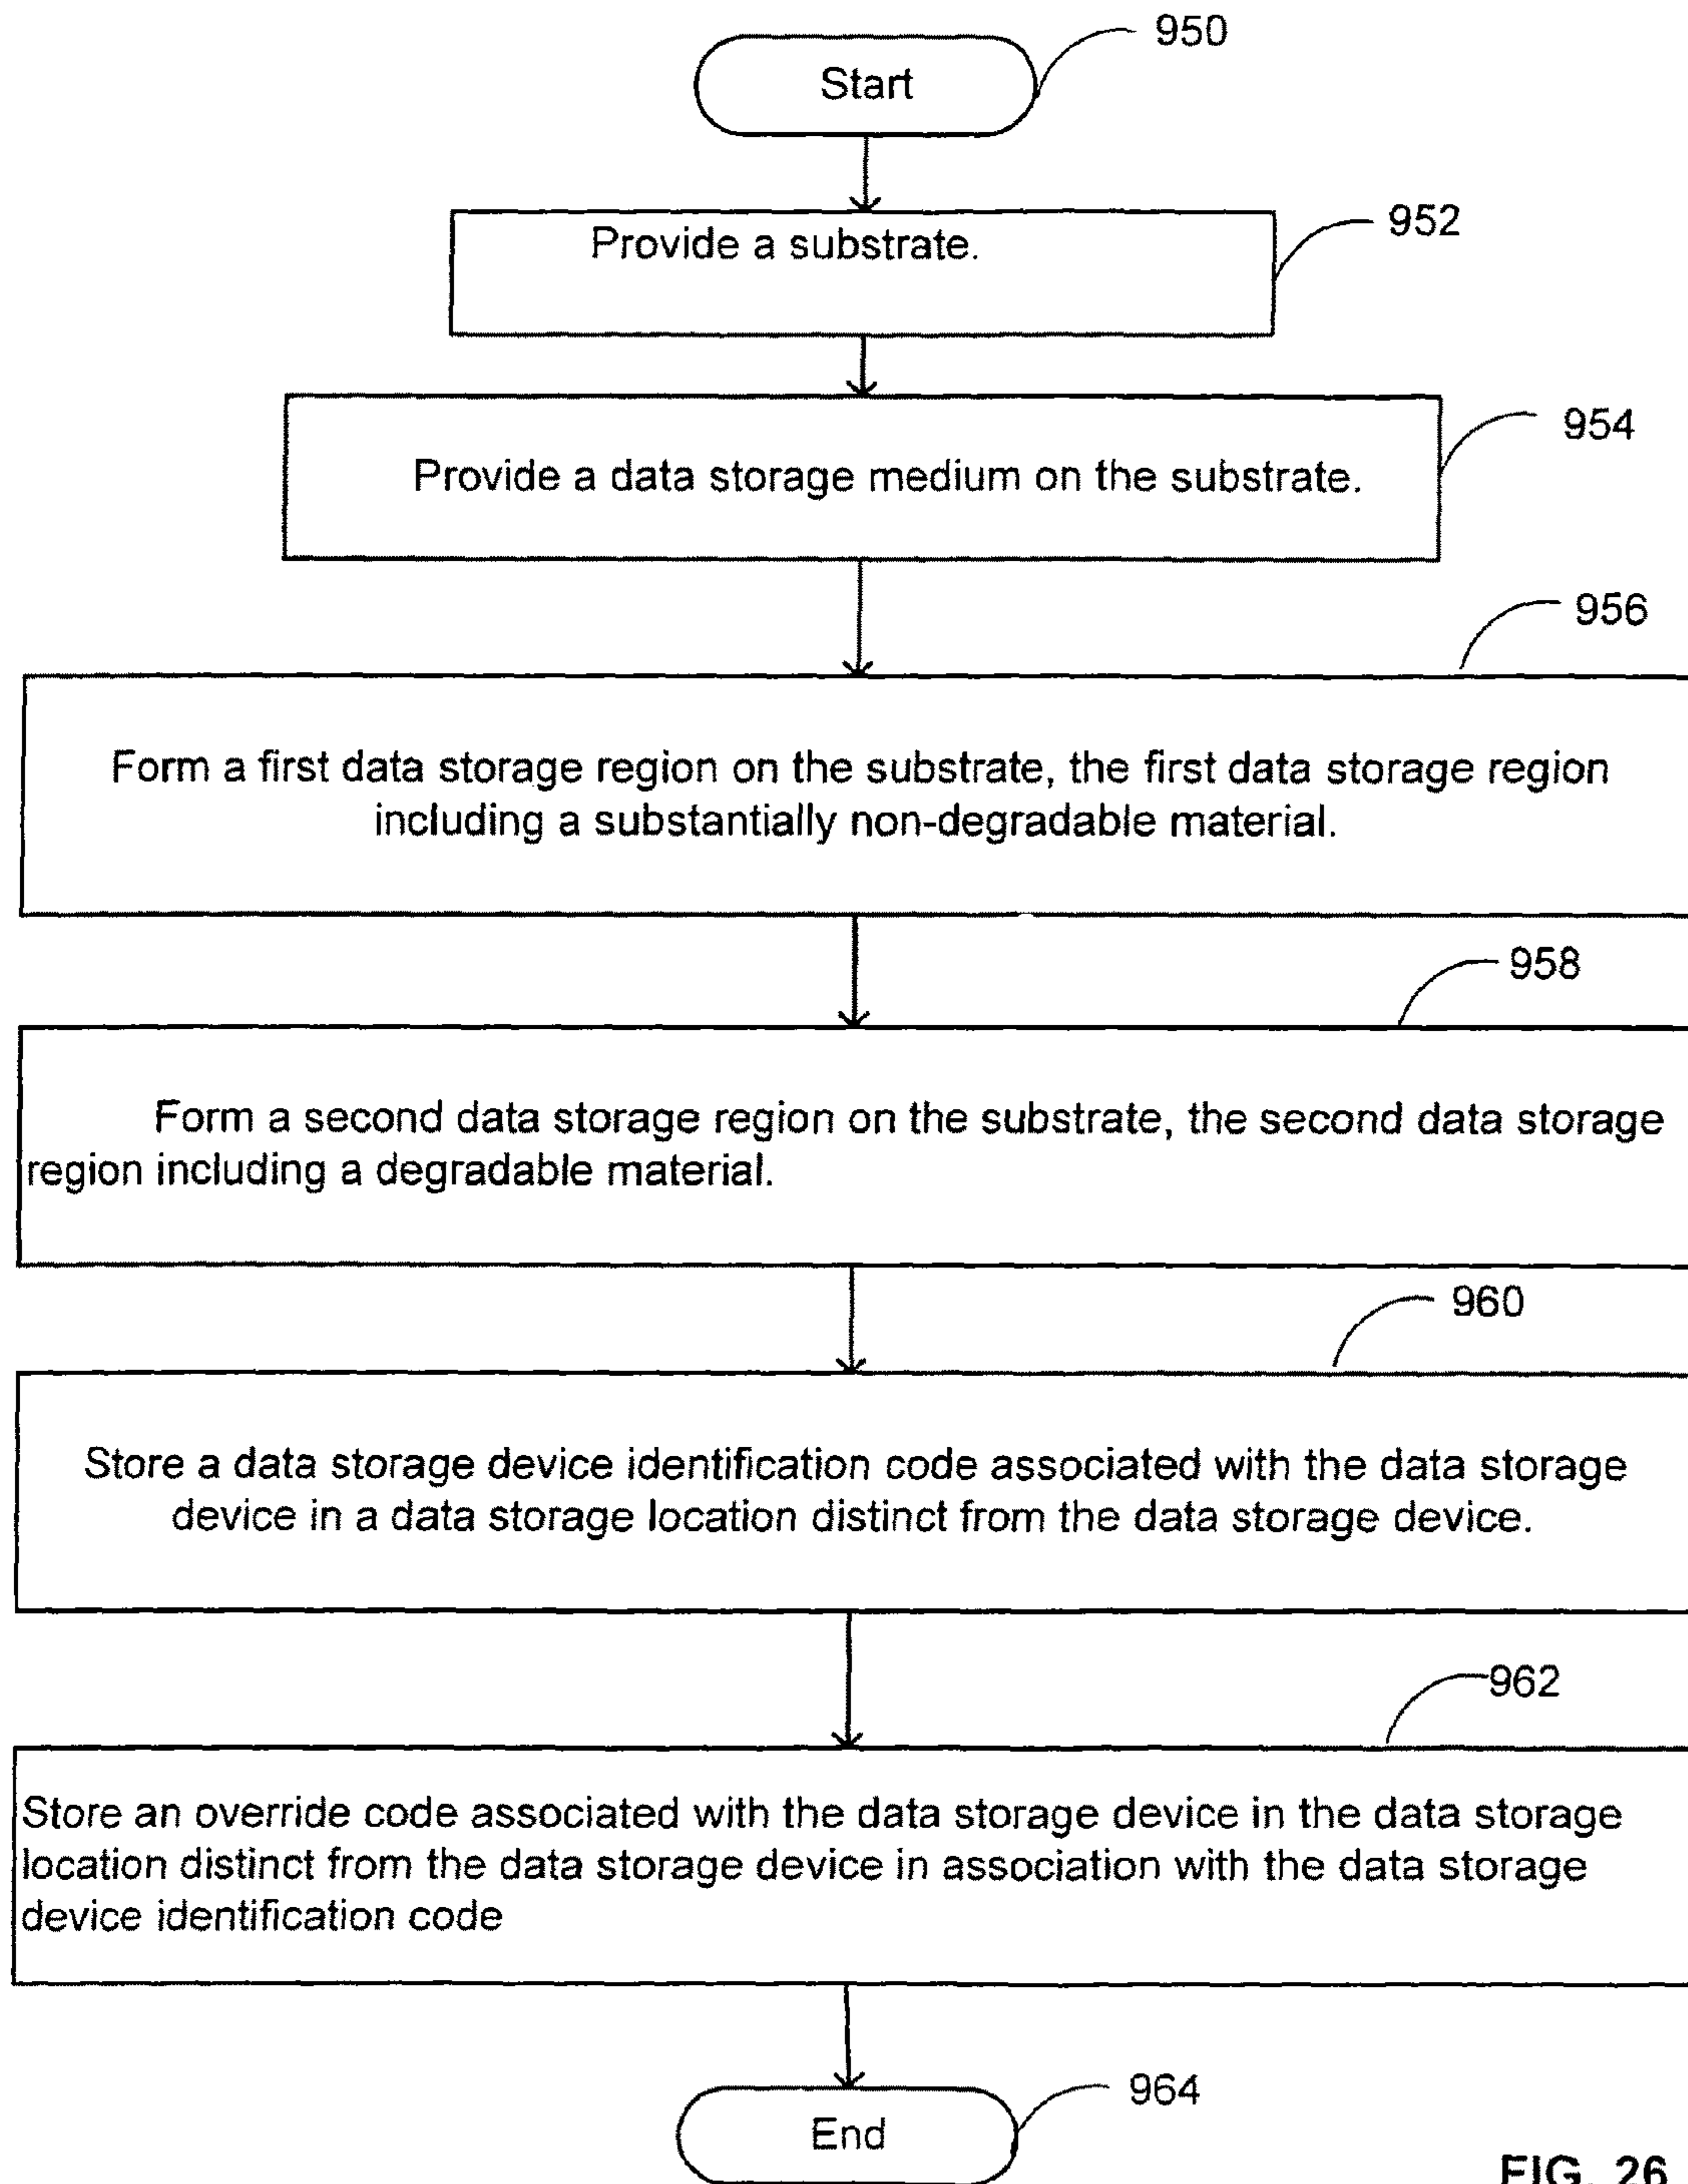 Start
950
Provide a substrate.
952
Provide a data storage medium on the substrate.
954
956
Form a first data storage region on the substrate, the first data storage region
including a substantially non-degradable material.
958
Form a second data storage region on the substrate, the second data storage
region including a degradable material.
960
Store a data storage device identification code associated with the data storage
device in a data storage location distinct from the data storage device.
962
Store an override code associated with the data storage device in the data storage
location distinct from the data storage device in association with the data storage
device identification code
964
End
FIG. 26